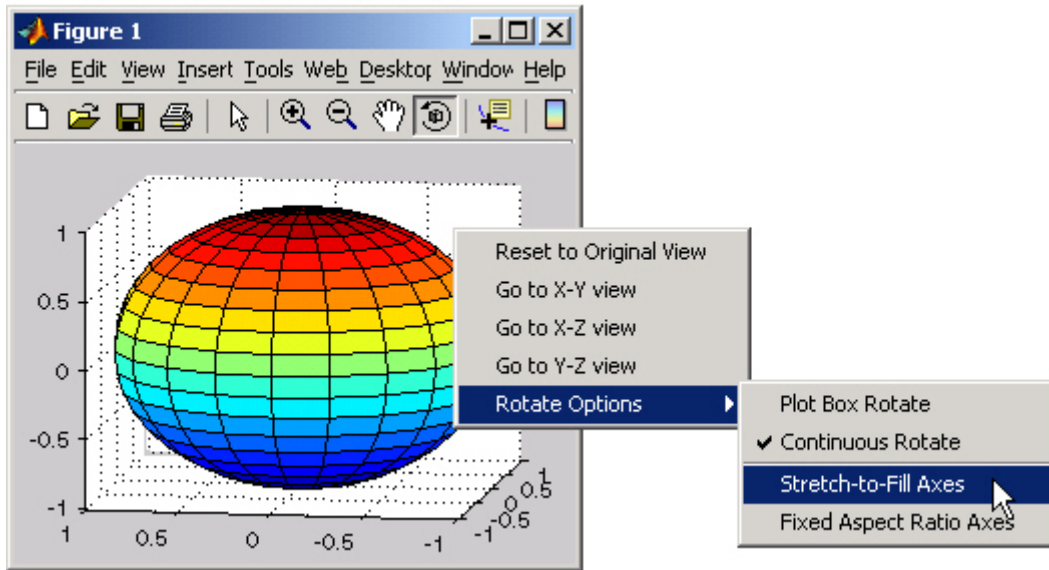 Figure 1
File Edit View Insert Tools Web Desktop Window Help
1
0.5
0
-0.5
-1
1 0.5 0 -0.5 -1
-1 -0.5 0 0.5 1
Reset to Original View
Go to X-Y view
Go to X-Z view
Go to Y-Z view
Rotate Options
Plot Box Rotate
Continuous Rotate
Stretch-to-Fill Axes
Fixed Aspect Ratio Axes